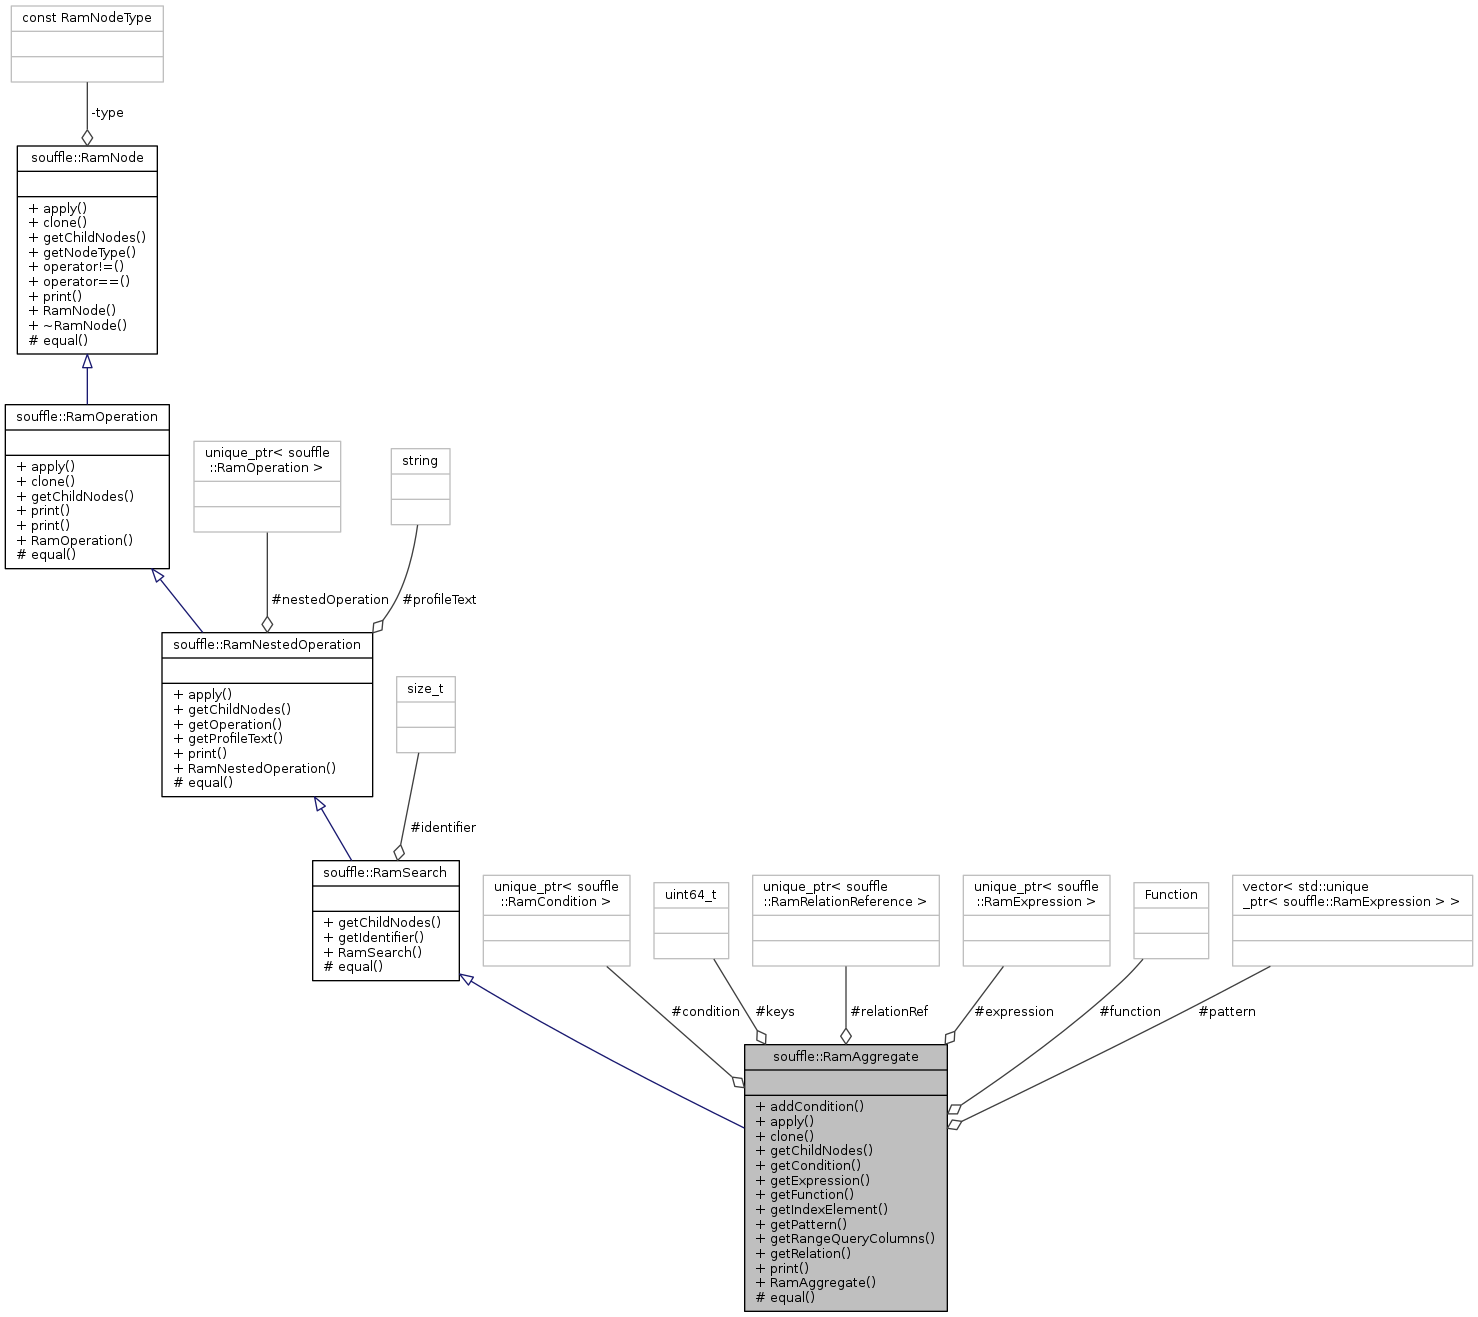 const RamNodeType
-type
souffle::RamNode
+ apply()
+ clone()
+ getChildNodes()
+ getNodeType()
+ operator!=()
+ operator==()
+ print()
+ RamNode()
+ ~RamNode()
# equal()
souffle::RamOperation
+ apply()
+ clone()
+ getChildNodes()
+ print()
+ print()
+ RamOperation()
# equal()
unique_ptr< souffle
::RamOperation >
string
#nestedOperation
#profileText
souffle::RamNestedOperation
+ apply()
+ getChildNodes()
+ getOperation()
+ getProfileText()
+ print()
+ RamNestedOperation()
# equal()
size_t
#identifier
souffle::RamSearch
+ getChildNodes()
+ getIdentifier()
+ RamSearch()
# equal()
unique_ptr< souffle
::RamCondition >
uint64_t
unique_ptr< souffle
::RamRelationReference >
unique_ptr< souffle
::RamExpression >
Function
vector< std::unique
_ptr< souffle::RamExpression > >
#condition
#keys
#relationRef
#expression
#function
#pattern
souffle::RamAggregate
+ addCondition()
+ apply()
+ clone()
+ getChildNodes()
+ getCondition()
+ getExpression()
+ getFunction()
+ getIndexElement()
+ getPattern()
+ getRangeQueryColumns()
+ getRelation()
+ print()
+ RamAggregate()
# equal()